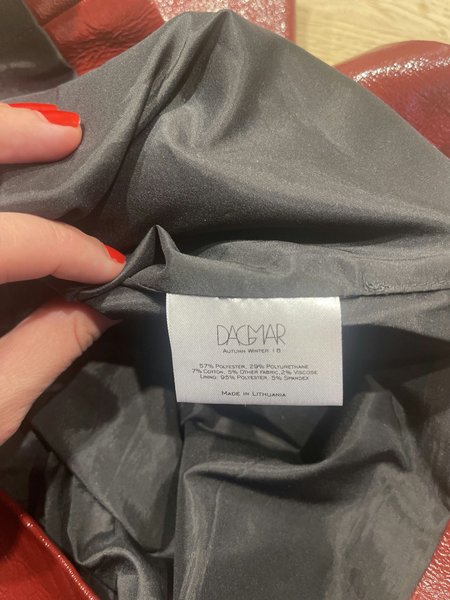 DAGMAR
AUTUMN WINTER 18
57% POLYESTER, 29% POLYURETHANE
7% COTTON, 5% OTHER FABRIC, 2% VISCOSE
LINING: 95% POLYESTER, 5% SPANDEX
MADE IN LITHUANIA